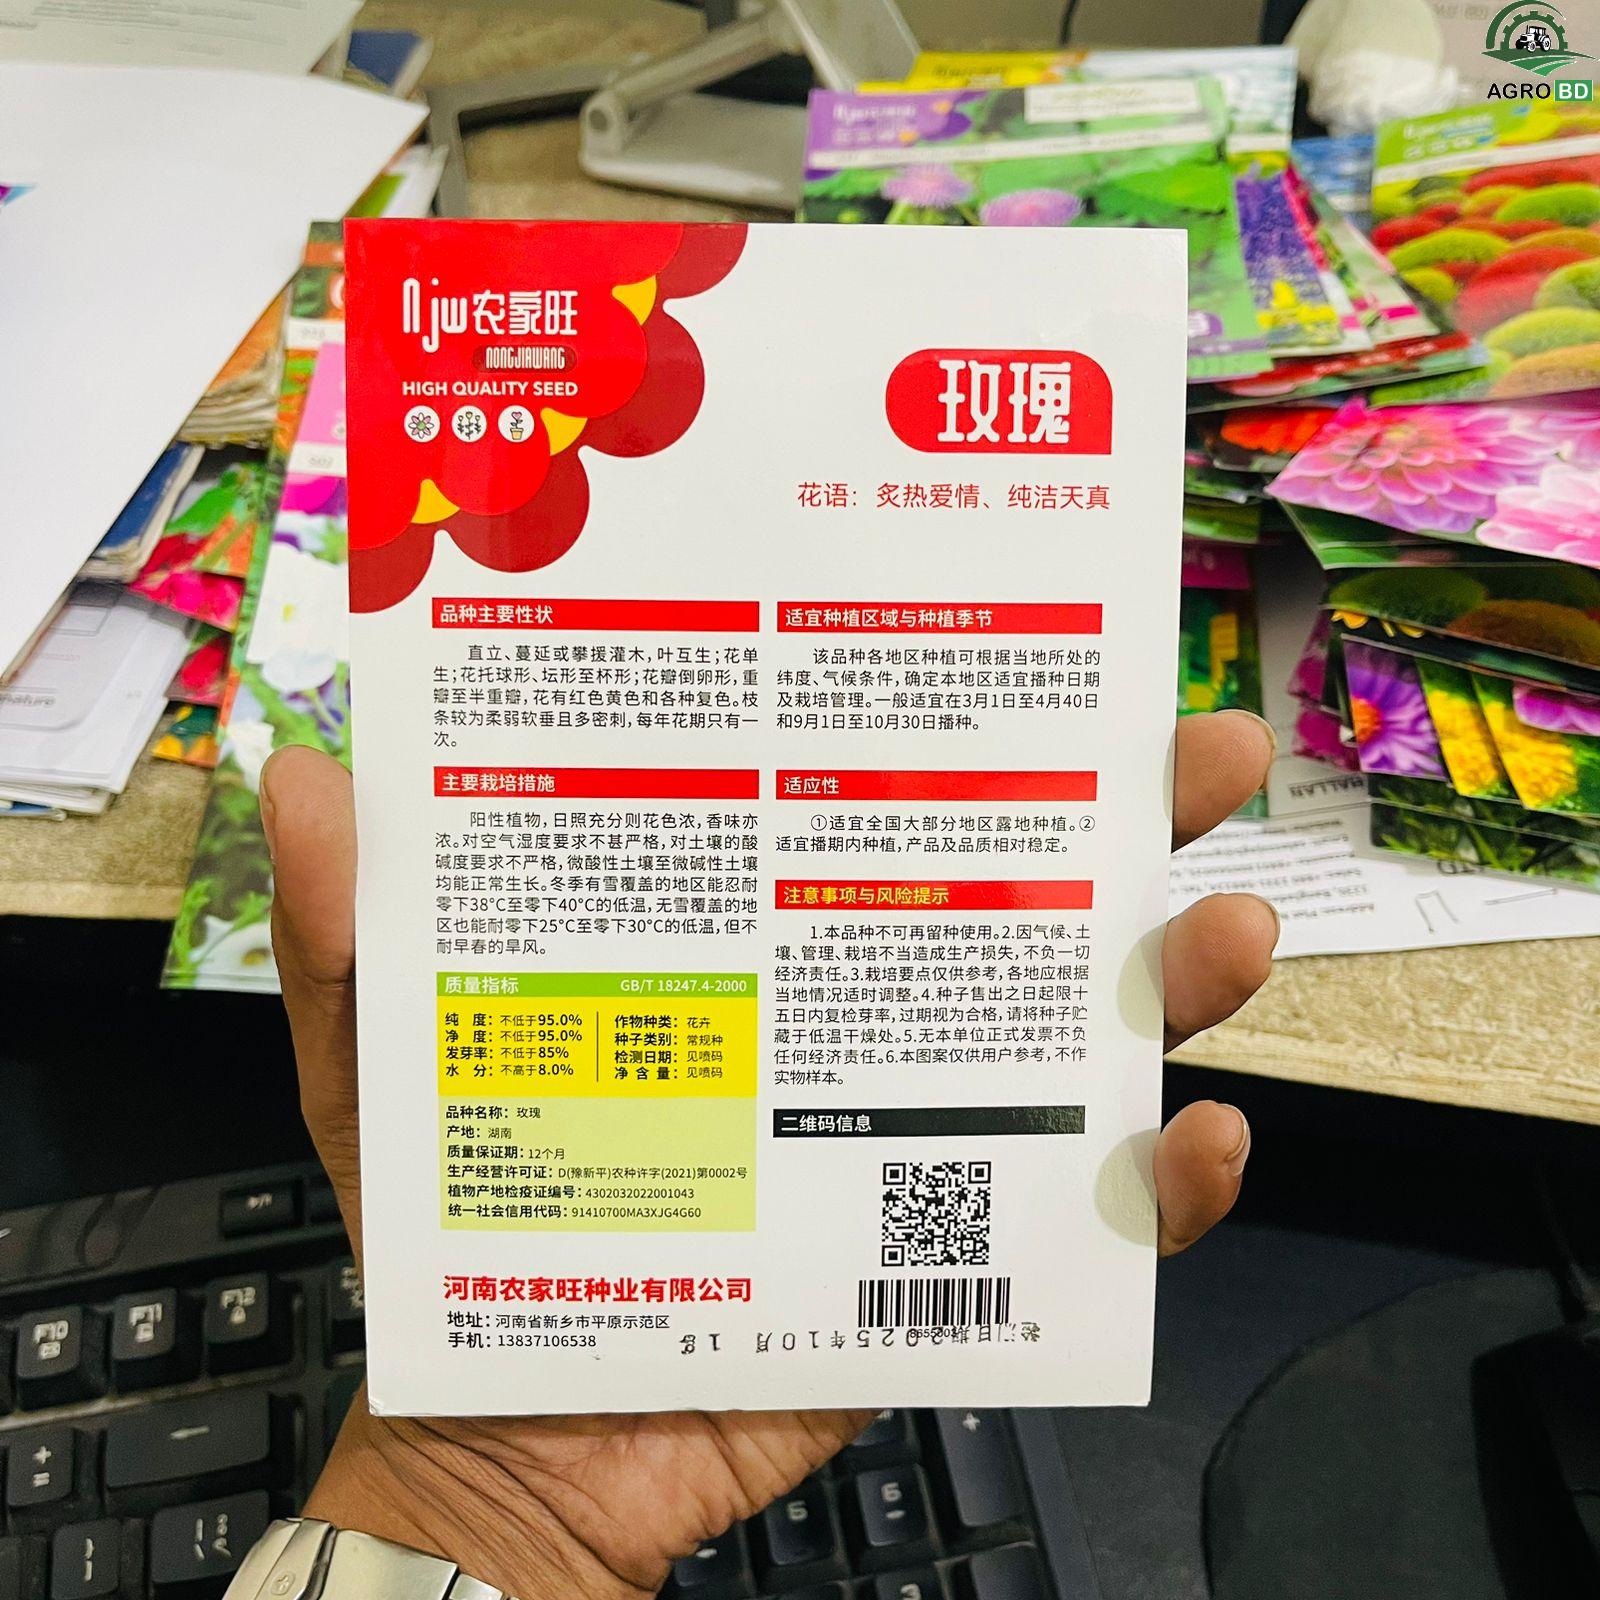 AGRO BD
njw农家旺
NONGJIAWANG
HIGH QUALITY SEED
玫瑰
花语：炙热爱情、纯洁天真
品种主要性状
直立、蔓延或攀援灌木，叶互生；花单
生；花托球形、坛形至杯形；花瓣倒卵形，重
瓣至半重瓣，花有红色黄色和各种复色。枝
条较为柔弱软垂且多密刺，每年花期只有一
次。
主要栽培措施
阳性植物，日照充分则花色浓，香味亦
浓。对空气湿度要求不甚严格，对土壤的酸
碱度要求不严格，微酸性土壤至微碱性土壤
均能正常生长。冬季有雪覆盖的地区能忍耐
零下38°C至零下40°C的低温，无雪覆盖的地
区也能耐零下25°C至零下30°C的低温，但不
耐早春的旱风。
质量指标 GB/T 18247.4-2000
纯 度：不低于95.0%
净 度：不低于95.0%
发芽率：不低于85%
水 分：不高于8.0%
作物种类：花卉
种子类别：常规种
检测日期：见喷码
净 含 量：见喷码
品种名称：玫瑰
产地：湖南
质量保证期：12个月
生产经营许可证：D(豫新平)农种许字(2021)第0002号
植物产地检疫证编号：4302032022001043
统一社会信用代码：91410700MA3XJG4G60
河南农家旺种业有限公司
地址：河南省新乡市平原示范区
手机：13837106538
适宜种植区域与种植季节
该品种各地区种植可根据当地所处的
纬度、气候条件，确定本地区适宜播种日期
及栽培管理。一般适宜在3月1日至4月40日
和9月1日至10月30日播种。
适应性
①适宜全国大部分地区露地种植。②
适宜播期内种植，产品及品质相对稳定。
注意事项与风险提示
1.本品种不可再留种使用。2.因气候、土
壤、管理、栽培不当造成生产损失，不负一切
经济责任。3.栽培要点仅供参考，各地应根据
当地情况适时调整。4.种子售出之日起限十
五日内复检芽率，过期视为合格，请将种子贮
藏于低温干燥处。5.无本单位正式发票不负
任何经济责任。6.本图案仅供用户参考，不作
实物样本。
二维码信息
检测日期2025年10月1
F10
F11
F12